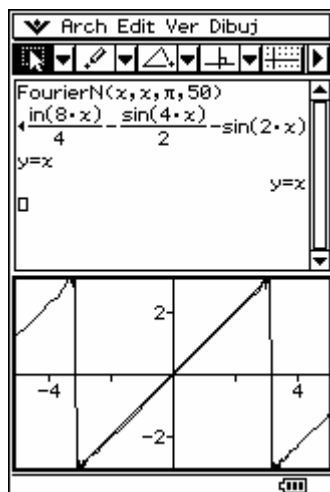 Arch Edit Ver Dibuj
FourierN(x,x,π,50)
in(8·x)/4 - sin(4·x)/2 - sin(2·x)
y=x
y=x
2
-4 4
-2